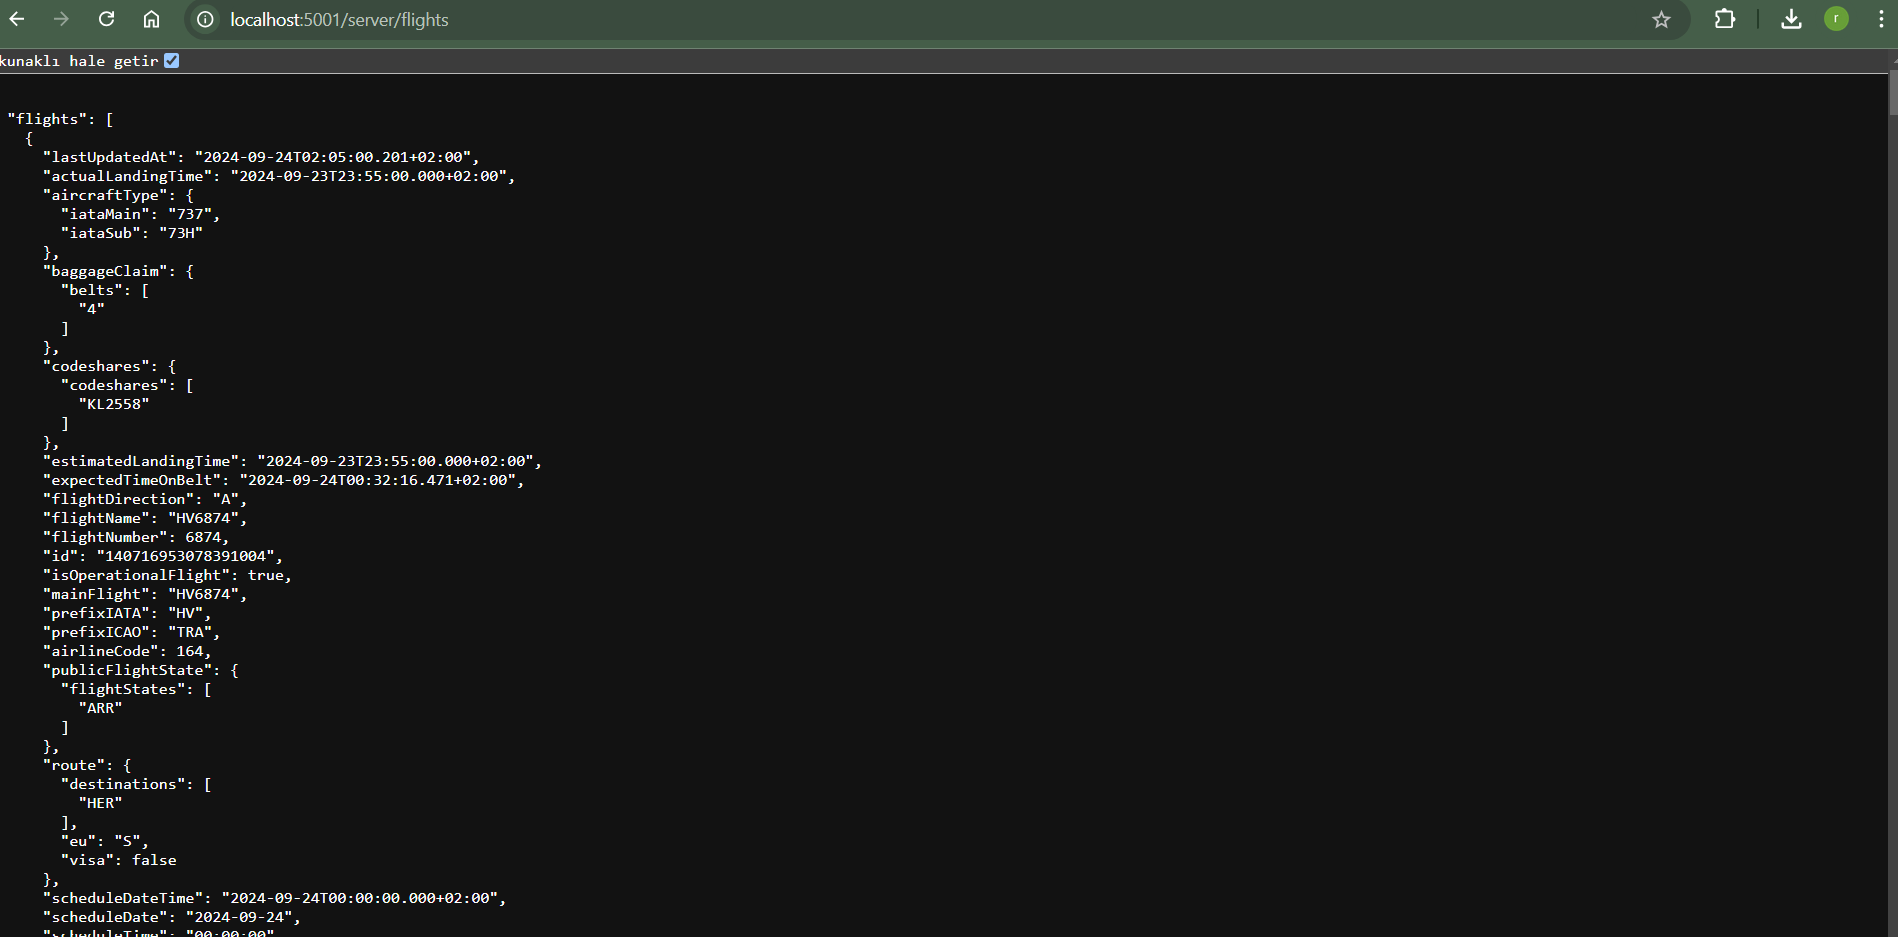 localhost:5001/server/flights
r
kunaklı hale getir
"flights": [
{
"lastUpdatedAt": "2024-09-24T02:05:00.201+02:00",
"actualLandingTime": "2024-09-23T23:55:00.000+02:00",
"aircraftType": {
"iataMain": "737",
"iataSub": "73H"
},
"baggageClaim": {
"belts": [
"4"
]
},
"codeshares": {
"codeshares": [
"KL2558"
]
},
"estimatedLandingTime": "2024-09-23T23:55:00.000+02:00",
"expectedTimeOnBelt": "2024-09-24T00:32:16.471+02:00",
"flightDirection": "A",
"flightName": "HV6874",
"flightNumber": 6874,
"id": "140716953078391004",
"isOperationalFlight": true,
"mainFlight": "HV6874",
"prefixIATA": "HV",
"prefixICAO": "TRA",
"airlineCode": 164,
"publicFlightState": {
"flightStates": [
"ARR"
]
},
"route": {
"destinations": [
"HER"
],
"eu": "S",
"visa": false
},
"scheduleDateTime": "2024-09-24T00:00:00.000+02:00",
"scheduleDate": "2024-09-24",
"scheduleTime": "00:00:00"